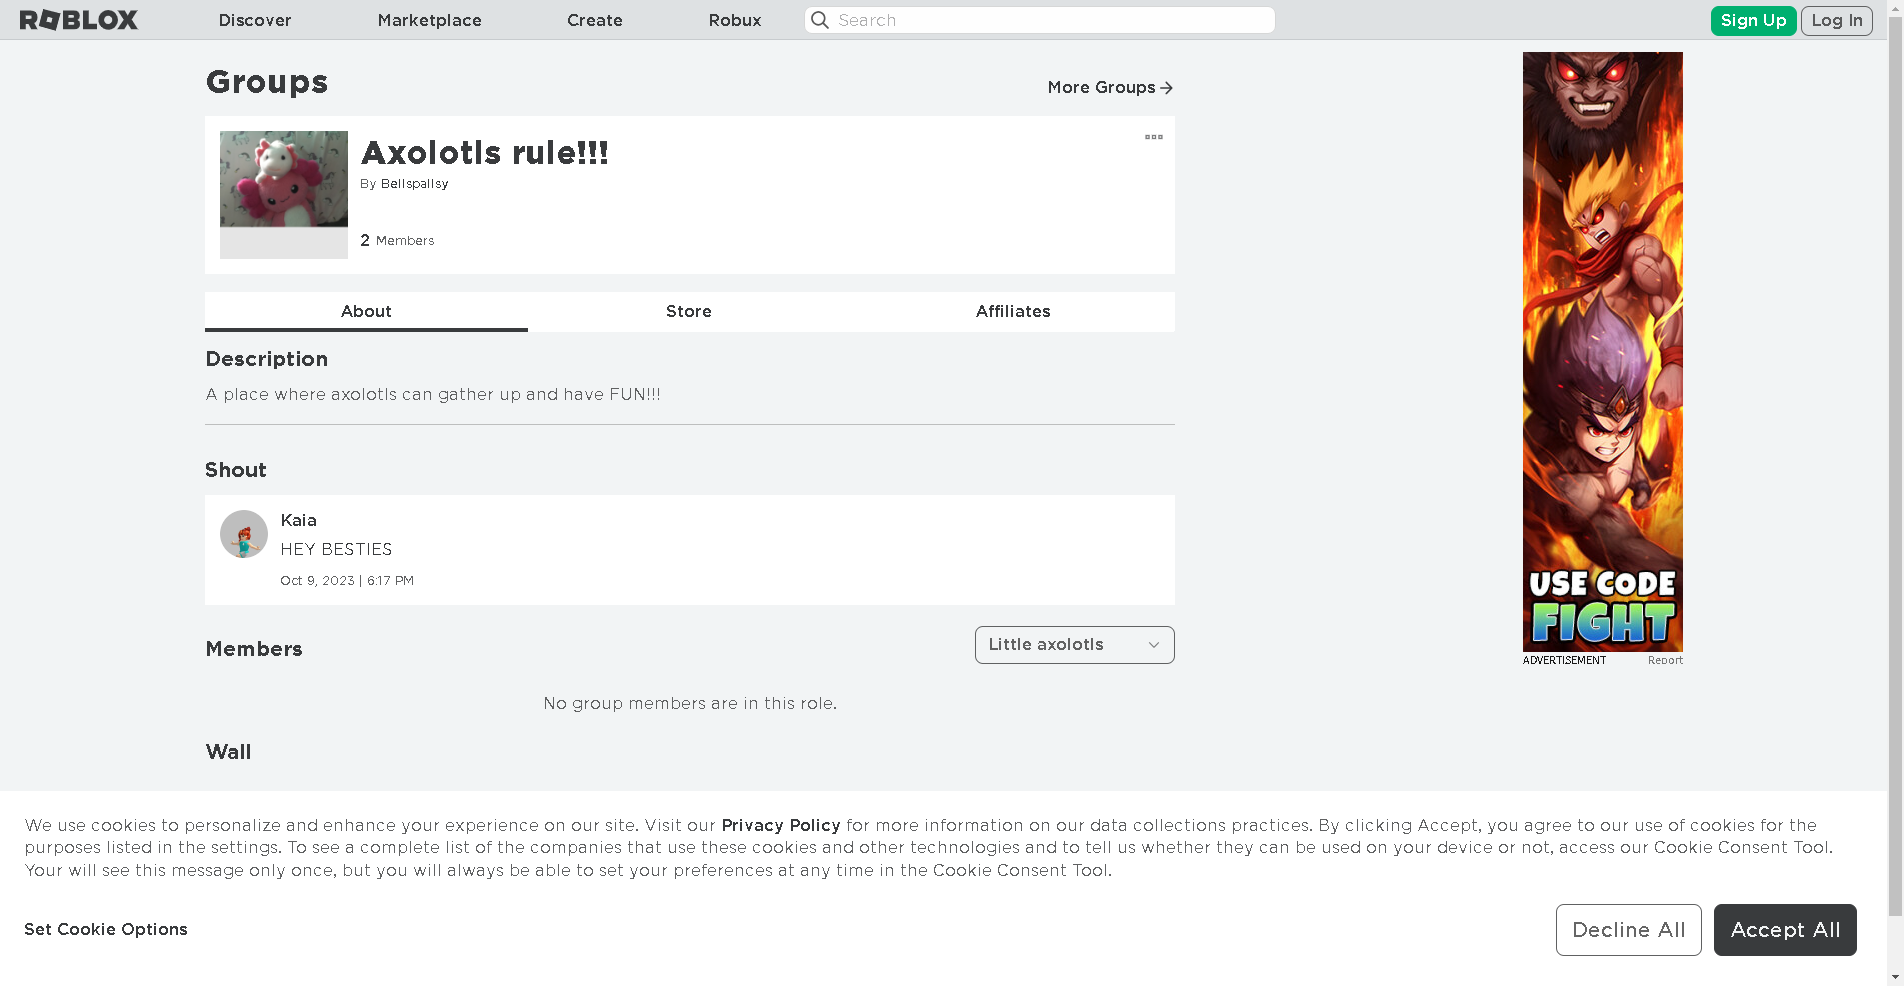 ROBLOX
Discover
Marketplace
Create
Robux
Search
Sign Up
Log In
Groups
More Groups
Axolotls rule!!!
By Bellspallsy
2 Members
About
Store
Affiliates
Description
A place where axolotls can gather up and have FUN!!!
Shout
Kaia
HEY BESTIES
Oct 9, 2023 | 6:17 PM
Members
Little axolotls
No group members are in this role.
Wall
USE CODE
FIGHT
ADVERTISEMENT
Report
We use cookies to personalize and enhance your experience on our site. Visit our Privacy Policy for more information on our data collections practices. By clicking Accept, you agree to our use of cookies for the
purposes listed in the settings. To see a complete list of the companies that use these cookies and other technologies and to tell us whether they can be used on your device or not, access our Cookie Consent Tool.
Your will see this message only once, but you will always be able to set your preferences at any time in the Cookie Consent Tool.
Set Cookie Options
Decline All
Accept All